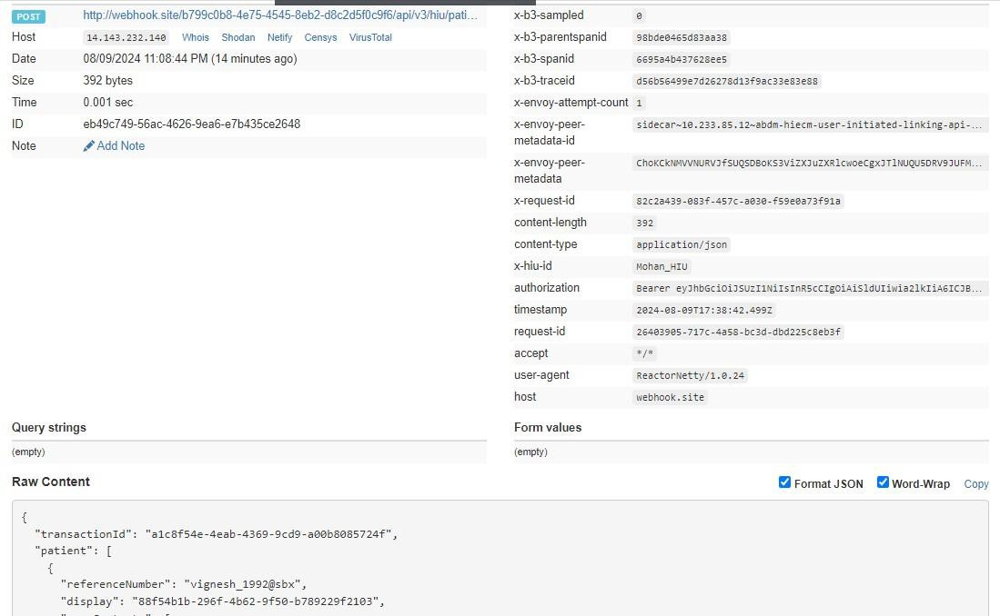 POST http://webhook.site/b799c0b8-4e75-4545-8eb2-d8c2d5f0c9f6/api/v3/hiu/pati...
Host 14.143.232.140 Whois Shodan Netify Censys VirusTotal
Date 08/09/2024 11:08:44 PM (14 minutes ago)
Size 392 bytes
Time 0.001 sec
ID eb49c749-56ac-4626-9ea6-e7b435ce2648
Note Add Note
x-b3-sampled 0
x-b3-parentspanid 98bde0465d83aa38
x-b3-spanid 6695a4b437628ee5
x-b3-traceid d56b56499e7d26278d13f9ac33e83e88
x-envoy-attempt-count 1
x-envoy-peer-
metadata-id
sidecar~10.233.85.12~abdm-hiecm-user-initiated-linking-api-...
x-envoy-peer-
metadata
ChoKCkNMVVNURVJfSUQSDBoKS3ViZXJuZXRlcwoeCgxJTlNUQU5DRV9JUFM...
x-request-id 82c2a439-083f-457c-a030-f59e0a73f91a
content-length 392
content-type application/json
x-hiu-id Mohan_HIU
authorization Bearer eyJhbGciOiJSUzI1NiIsInR5cCIgOiAiSldUIiwia2lkIiA6ICJB...
timestamp 2024-08-09T17:38:42.499Z
request-id 26403905-717c-4a58-bc3d-dbd225c8eb3f
accept */*
user-agent ReactorNetty/1.0.24
host webhook.site
Query strings
(empty)
Form values
(empty)
Raw Content
Format JSON Word-Wrap Copy
{
"transactionId": "a1c8f54e-4eab-4369-9cd9-a00b8085724f",
"patient": [
{
"referenceNumber": "vignesh_1992@sbx",
"display": "88f54b1b-296f-4b62-9f50-b789229f2103",